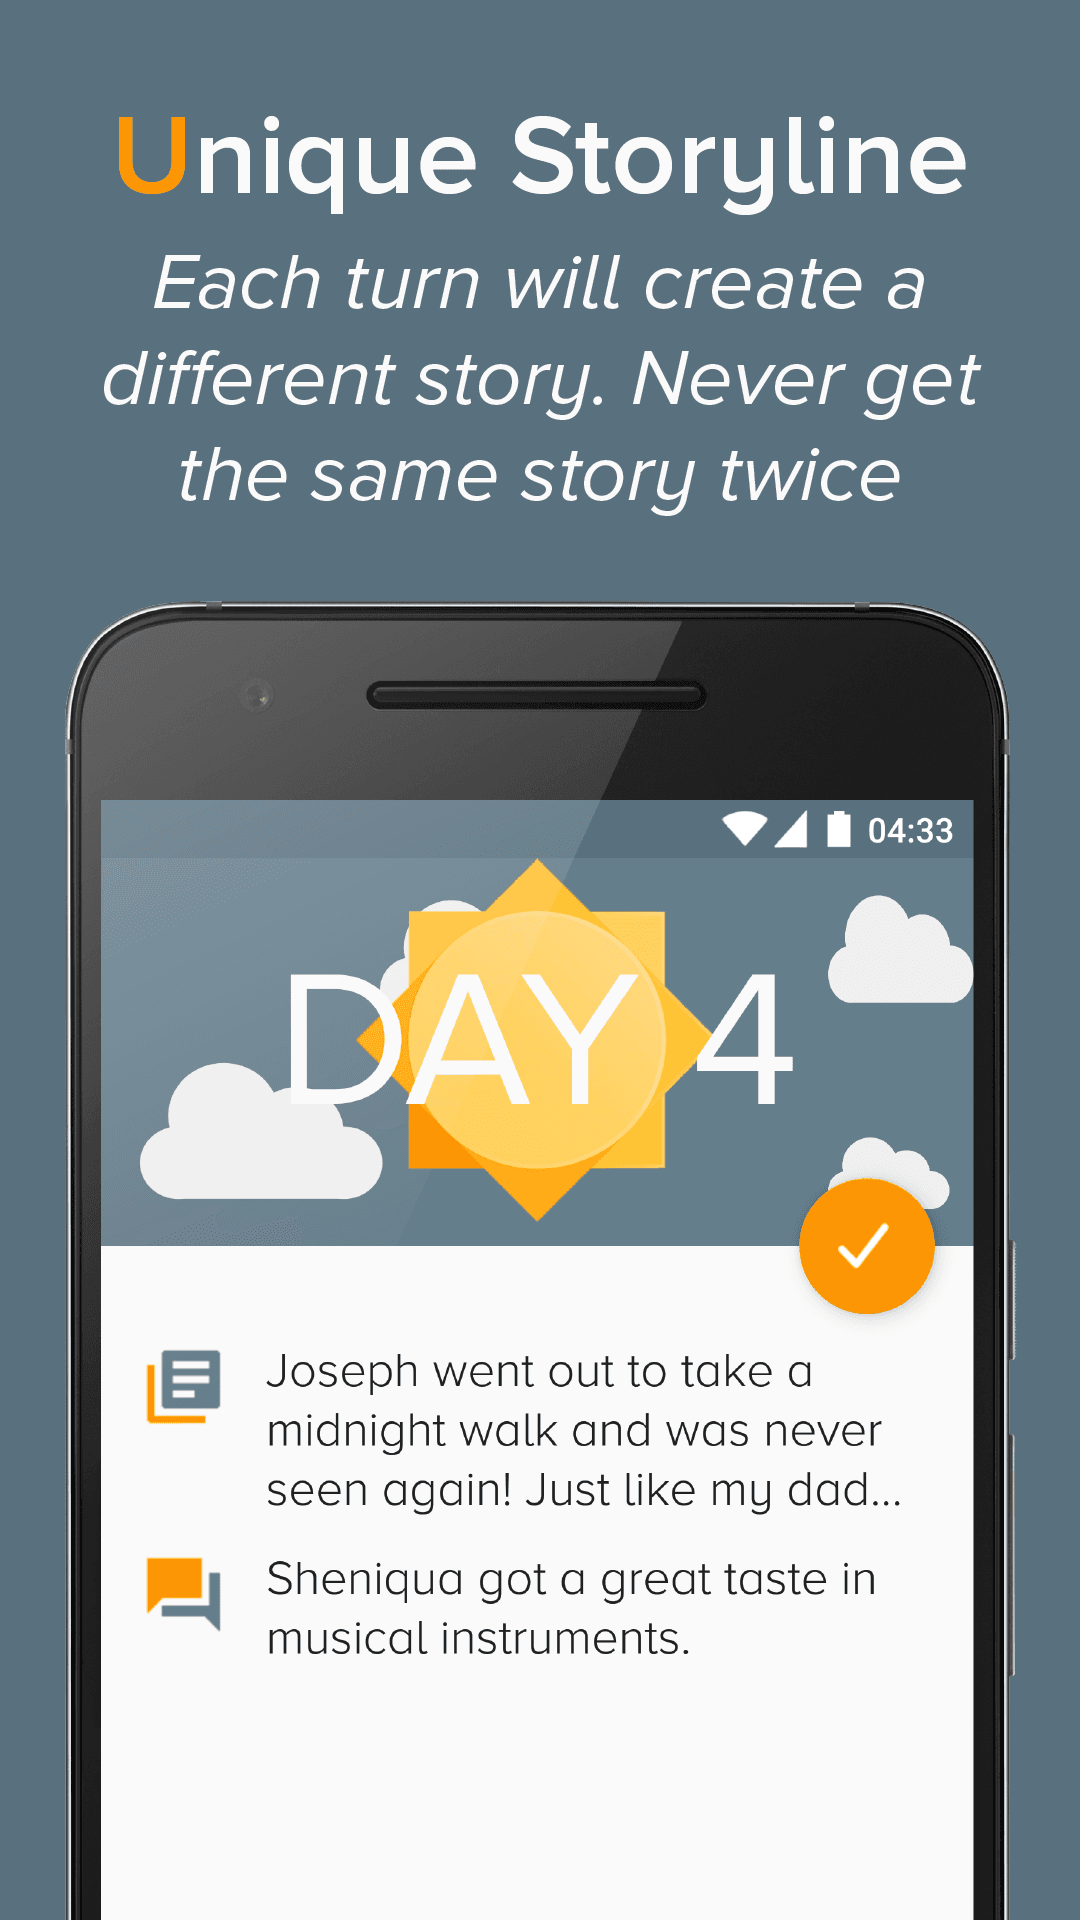 Unique Storyline
Each turn will create a
different story. Never get
the same story twice
04:33
DAY 4
Joseph went out to take a
midnight walk and was never
seen again! Just like my dad...
Sheniqua got a great taste in
musical instruments.